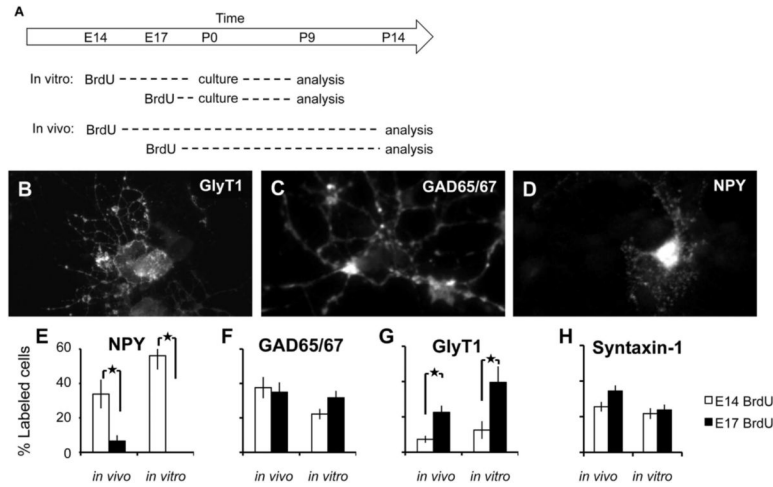 A
Time
E14 E17 P0 P9 P14
In vitro: BrdU culture analysis
BrdU culture analysis
In vivo: BrdU analysis
BrdU analysis
B GlyT1
C GAD65/67
D NPY
E NPY
F GAD65/67
G GlyT1
H Syntaxin-1
% Labeled cells
60
40
20
0
in vivo in vitro
in vivo in vitro
in vivo in vitro
in vivo in vitro
E14 BrdU
E17 BrdU